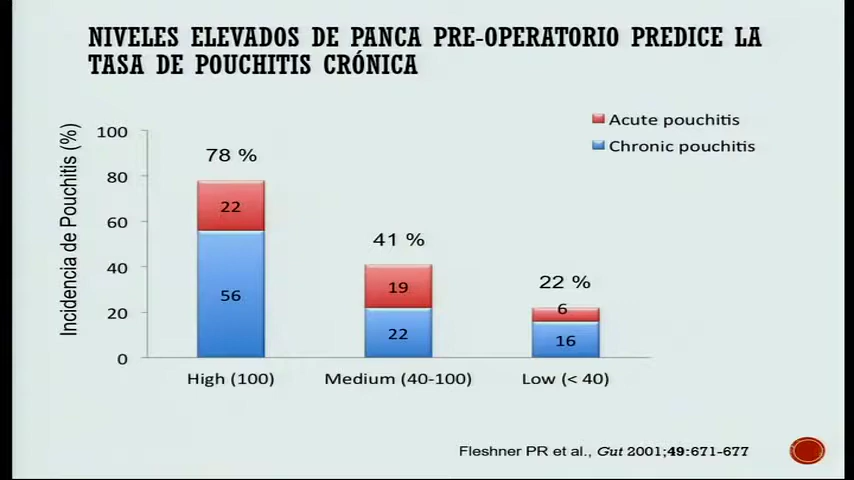 NIVELES ELEVADOS DE PANCA PRE-OPERATORIO PREDICE LA
TASA DE POUCHITIS CRÓNICA
Acute pouchitis
Chronic pouchitis
Incidencia de Pouchitis (%)
100
80
60
40
20
0
78 %
22
56
41 %
19
22
22 %
6
16
High (100)
Medium (40-100)
Low (< 40)
Fleshner PR et al., Gut 2001;49:671-677